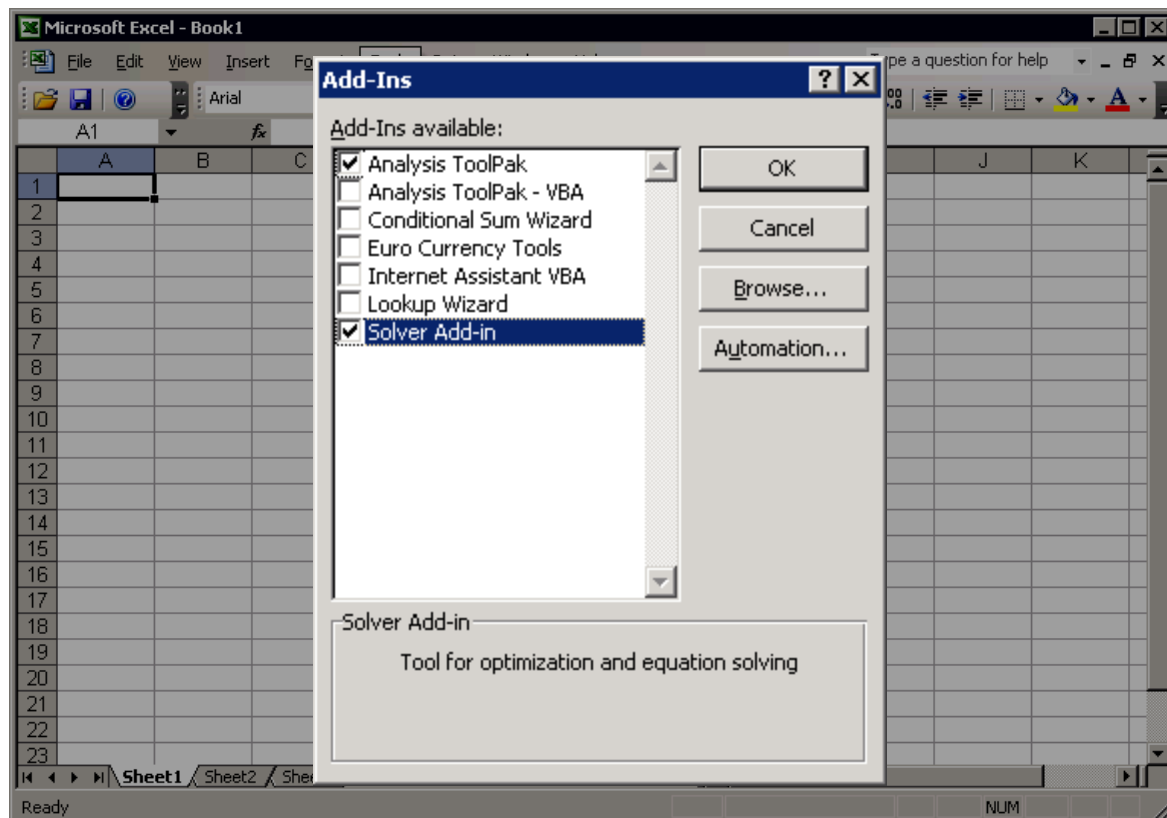 Microsoft Excel - Book1
File Edit View Insert
Type a question for help
Arial
A1 fx
A B C J K
1
2
3
4
5
6
7
8
9
10
11
12
13
14
15
16
17
18
19
20
21
22
23
Sheet1 Sheet2
Ready
NUM
Add-Ins
Add-Ins available:
Analysis ToolPak
Analysis ToolPak - VBA
Conditional Sum Wizard
Euro Currency Tools
Internet Assistant VBA
Lookup Wizard
Solver Add-in
OK
Cancel
Browse...
Automation...
Solver Add-in
Tool for optimization and equation solving